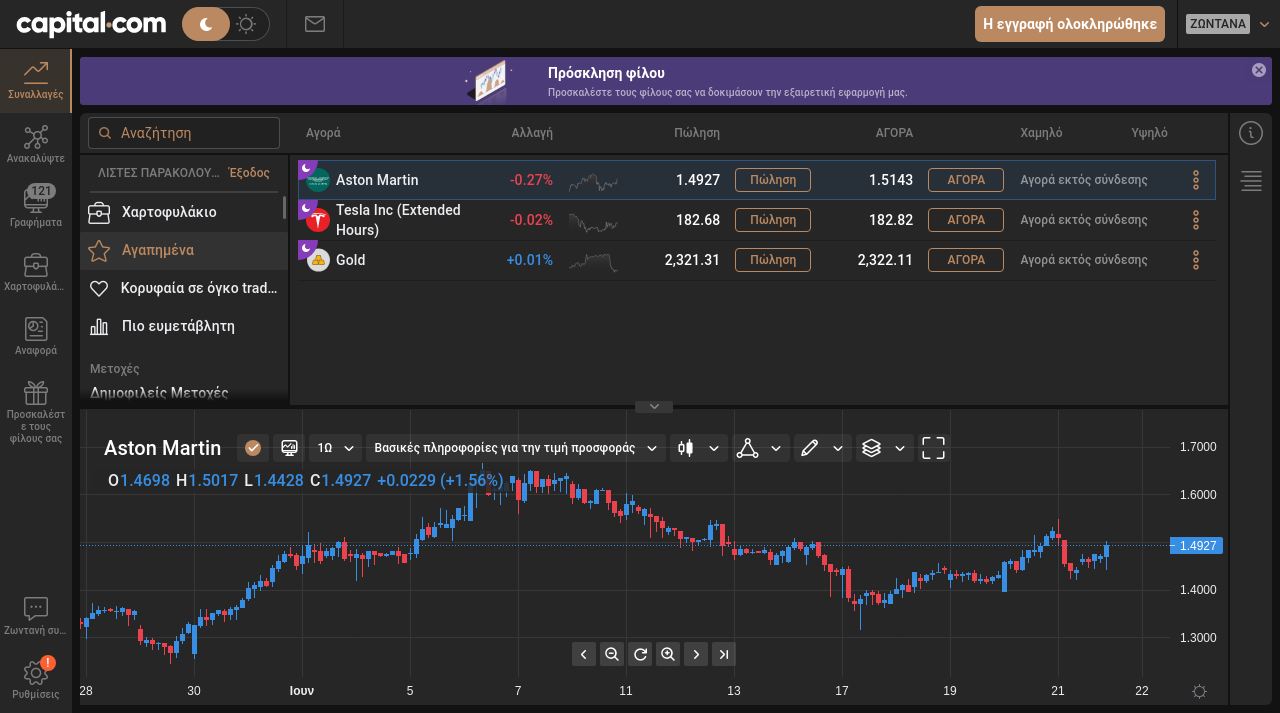 capital.com
Η εγγραφή ολοκληρώθηκε
ΖΩΝΤΑΝΑ
Συναλλαγές
Ανακαλύψτε
121
Γραφήματα
Χαρτοφυλά...
Αναφορά
Προσκαλέστ
ε τους
φίλους σας
Ζωντανή συ...
!
Ρυθμίσεις
Πρόσκληση φίλου
Προσκαλέστε τους φίλους σας να δοκιμάσουν την εξαιρετική εφαρμογή μας.
Αναζήτηση
ΛΙΣΤΕΣ ΠΑΡΑΚΟΛΟΥ... Έξοδος
Χαρτοφυλάκιο
Αγαπημένα
Κορυφαία σε όγκο trad...
Πιο ευμετάβλητη
Μετοχές
Δημοφιλείς Μετοχές
Αγορά Αλλαγή Πώληση ΑΓΟΡΑ Χαμηλό Υψηλό
Aston Martin -0.27% 1.4927 Πώληση 1.5143 ΑΓΟΡΑ Αγορά εκτός σύνδεσης
Tesla Inc (Extended
Hours) -0.02% 182.68 Πώληση 182.82 ΑΓΟΡΑ Αγορά εκτός σύνδεσης
Gold +0.01% 2,321.31 Πώληση 2,322.11 ΑΓΟΡΑ Αγορά εκτός σύνδεσης
Aston Martin 1Ω Βασικές πληροφορίες για την τιμή προσφοράς
O1.4698 H1.5017 L1.4428 C1.4927 +0.0229 (+1.56%)
1.7000
1.6000
1.4927
1.4000
1.3000
28 30 Ιουν 5 7 11 13 17 19 21 22